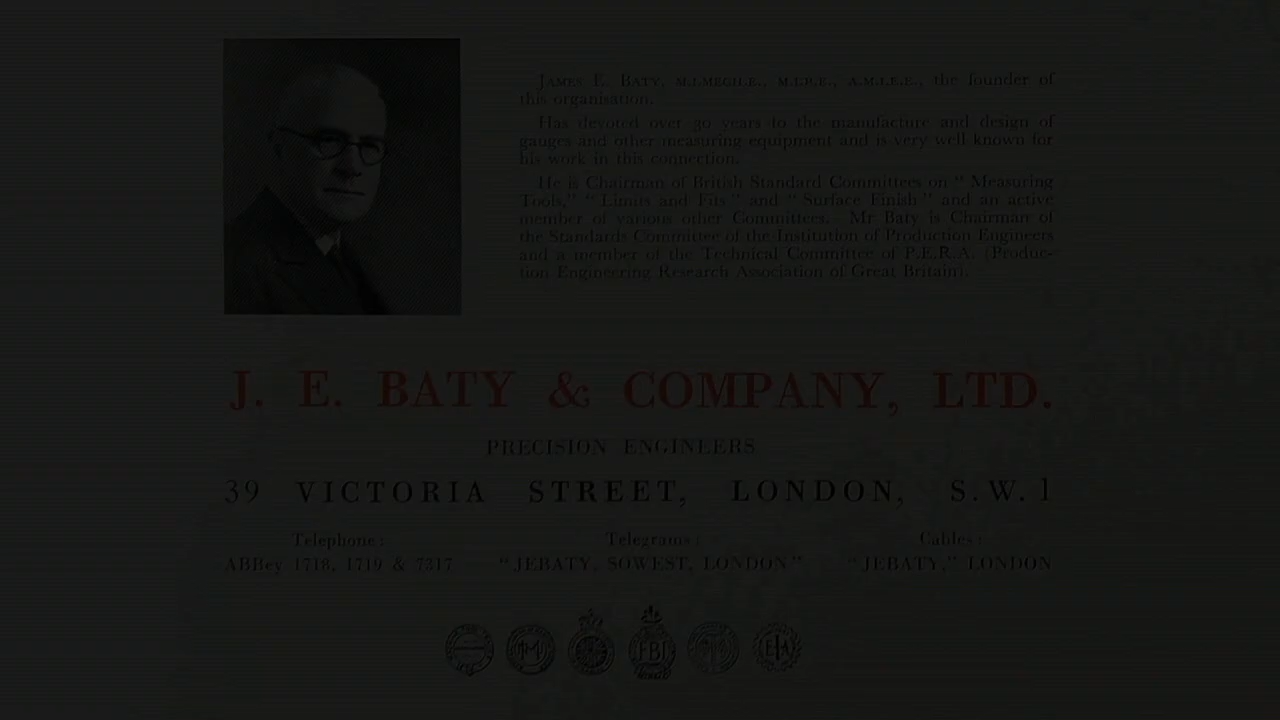 JAMES E. BATY, M.I.MECH.E., M.I.P.E., A.M.I.E.E., the founder of
this organisation.
Has devoted over 30 years to the manufacture and design of
gauges and other measuring equipment and is very well known for
his work in this connection.
He is Chairman of British Standard Committees on “Measuring
Tools,” “Limits and Fits” and “Surface Finish” and an active
member of various other Committees. Mr Baty is Chairman of
the Standards Committee of the Institution of Production Engineers
and a member of the Technical Committee of P.E.R.A. (Produc-
tion Engineering Research Association of Great Britain).
J. E. BATY & COMPANY, LTD.
PRECISION ENGINEERS
39 VICTORIA STREET, LONDON, S.W.1
Telephone: Telegrams: Cables:
ABBey 1718, 1719 & 7317 “JEBATY, SOWEST, LONDON” “JEBATY,” LONDON
FBI